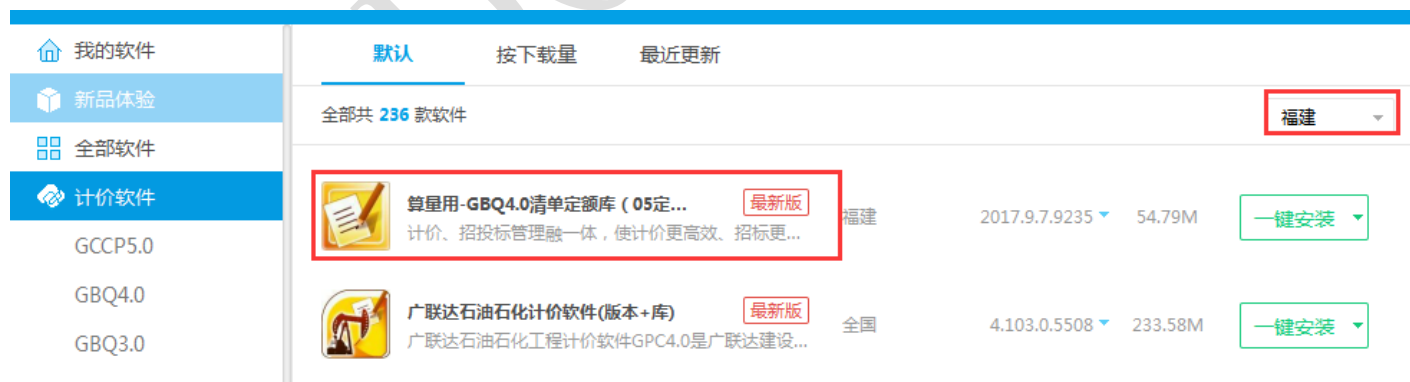 我的软件
新品体验
全部软件
计价软件
GCCP5.0
GBQ4.0
GBQ3.0
默认 按下载量 最近更新
全部共 236 款软件 福建
算量用-GBQ4.0清单定额库（05定... 最新版
计价、招投标管理融一体，使计价更高效、招标更...
福建 2017.9.7.9235 54.79M 一键安装
广联达石油石化计价软件(版本+库) 最新版
广联达石油石化工程计价软件GPC4.0是广联达建设...
全国 4.103.0.5508 233.58M 一键安装